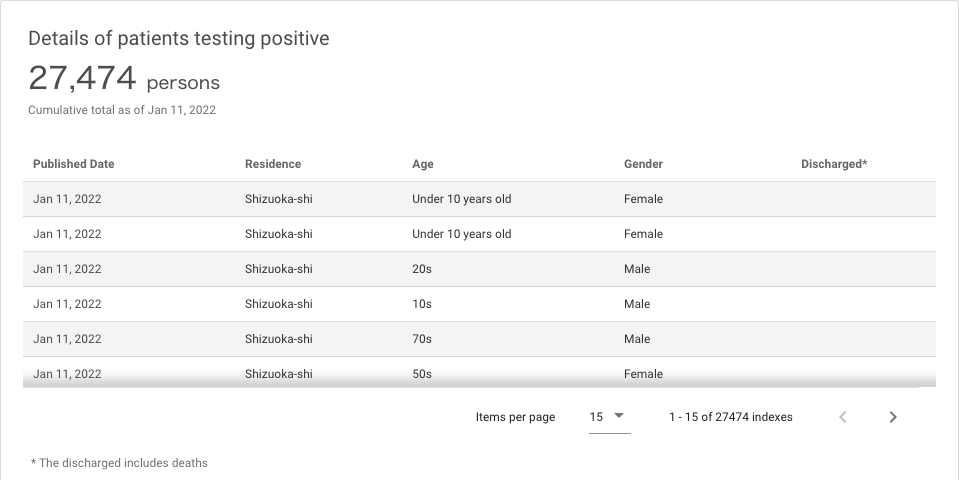 Details of patients testing positive
27,474 persons
Cumulative total as of Jan 11, 2022
Published Date Residence Age Gender Discharged*
Jan 11, 2022 Shizuoka-shi Under 10 years old Female
Jan 11, 2022 Shizuoka-shi Under 10 years old Female
Jan 11, 2022 Shizuoka-shi 20s Male
Jan 11, 2022 Shizuoka-shi 10s Male
Jan 11, 2022 Shizuoka-shi 70s Male
Jan 11, 2022 Shizuoka-shi 50s Female
Items per page 15 1 - 15 of 27474 indexes
* The discharged includes deaths